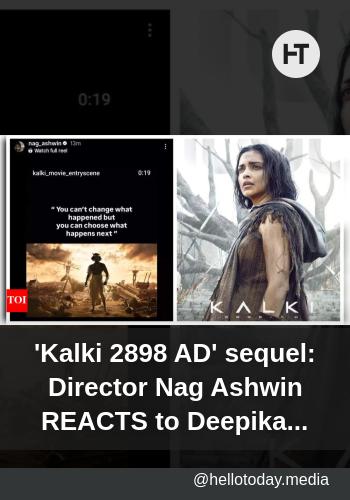 0:19
HT
nag_ashwin 13m
Watch full reel
kalki_movie_entryscene 0:19
“ You can't change what
happened but
you can choose what
happens next “
TOI
KALKI
'Kalki 2898 AD' sequel:
Director Nag Ashwin
REACTS to Deepika...
@hellotoday.media